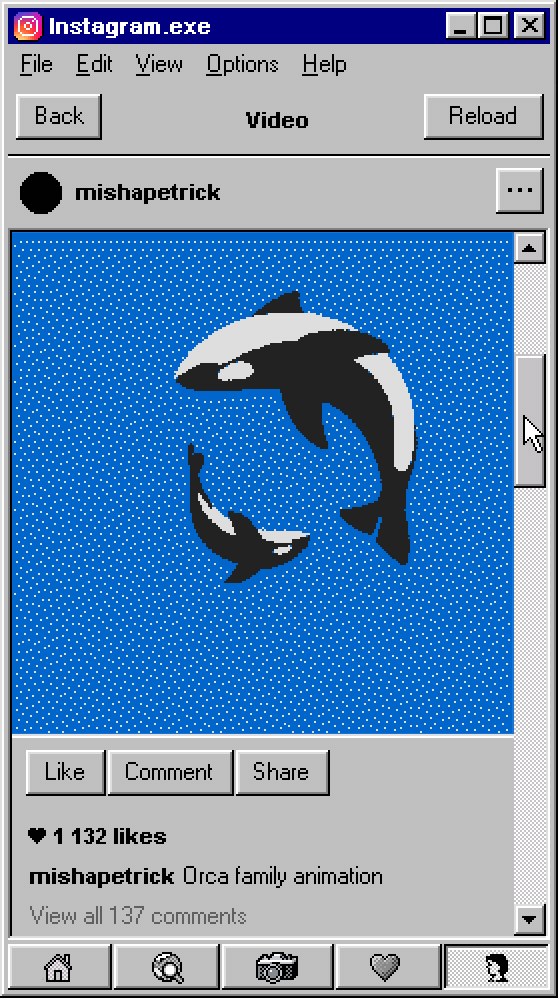 Instagram.exe
File Edit View Options Help
Back Video Reload
mishapetrick ...
Like Comment Share
1 132 likes
mishapetrick Orca family animation
View all 137 comments